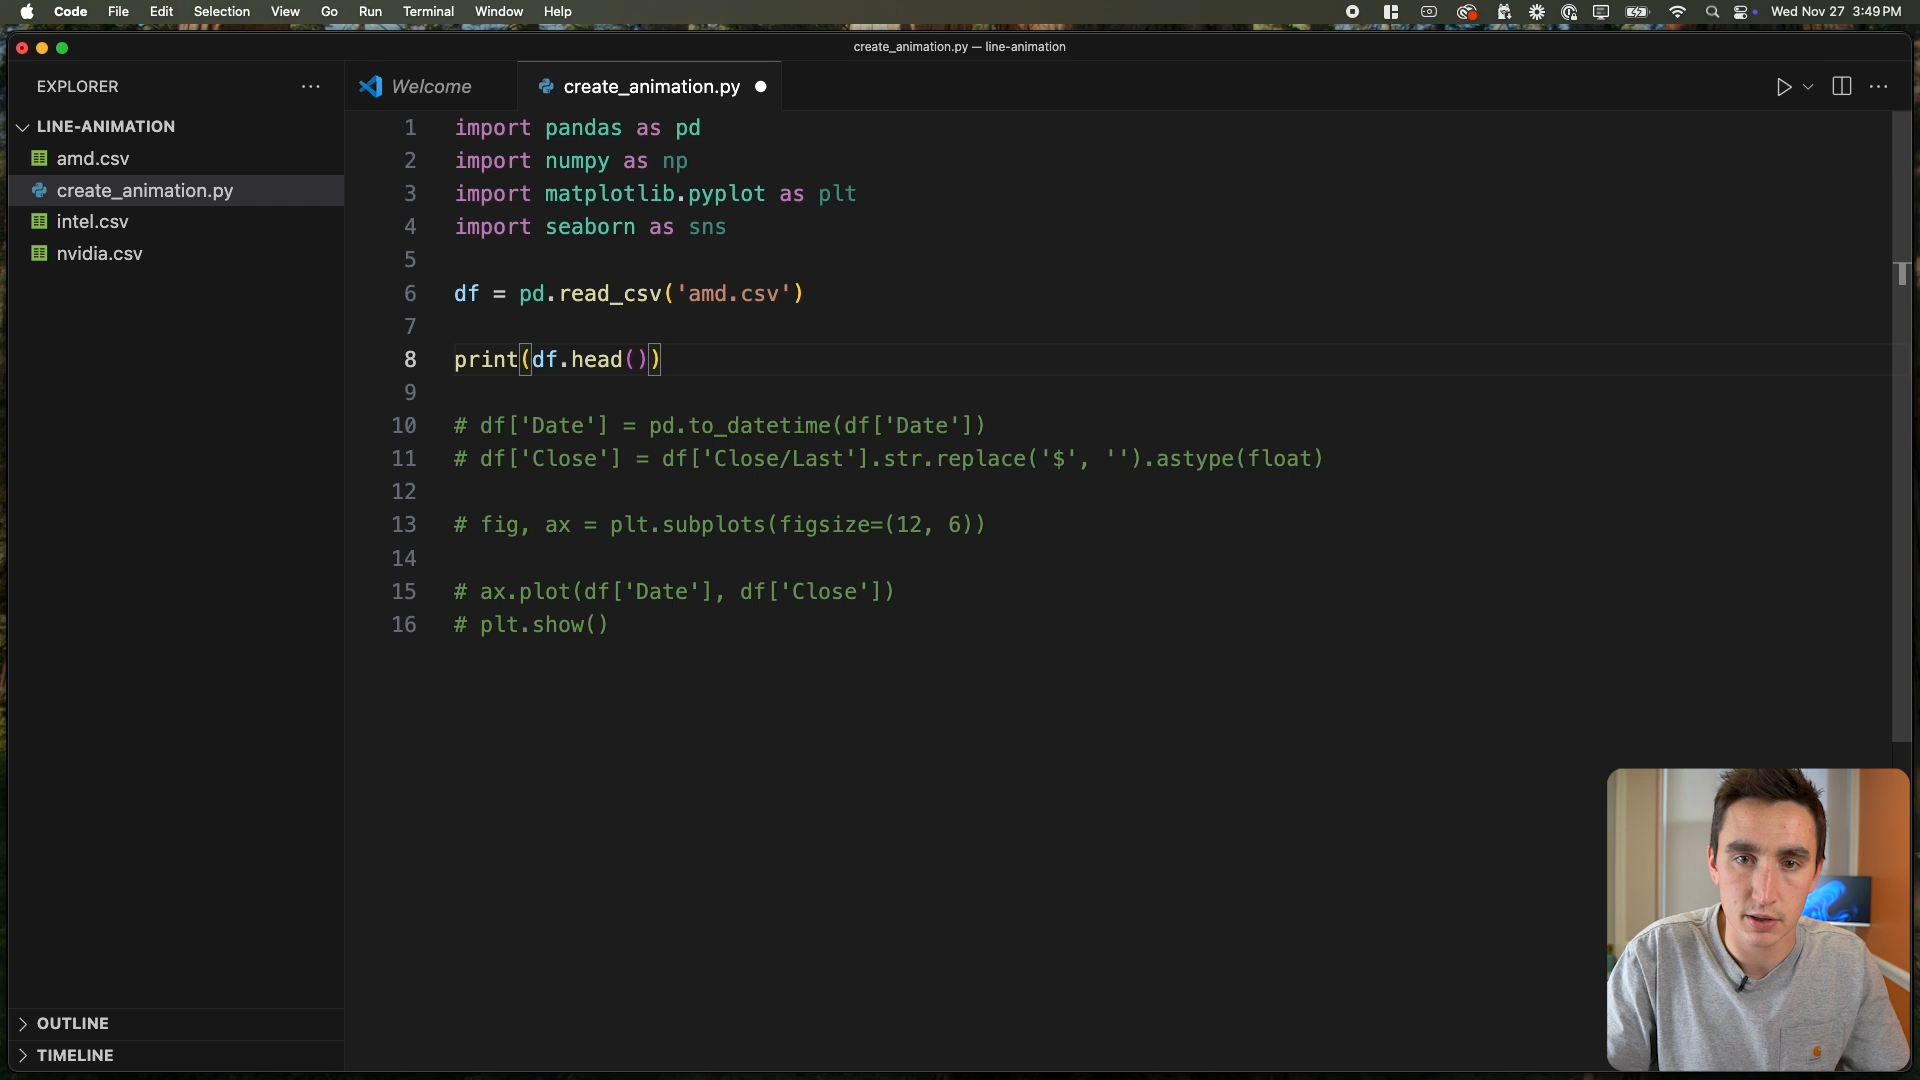 Code File Edit Selection View Go Run Terminal Window Help Wed Nov 27 3:49 PM
create_animation.py — line-animation
EXPLORER
Welcome
create_animation.py
LINE-ANIMATION
amd.csv
create_animation.py
intel.csv
nvidia.csv
1 import pandas as pd
2 import numpy as np
3 import matplotlib.pyplot as plt
4 import seaborn as sns
5
6 df = pd.read_csv('amd.csv')
7
8 print(df.head())
9
10 # df['Date'] = pd.to_datetime(df['Date'])
11 # df['Close'] = df['Close/Last'].str.replace('$', '').astype(float)
12
13 # fig, ax = plt.subplots(figsize=(12, 6))
14
15 # ax.plot(df['Date'], df['Close'])
16 # plt.show()
OUTLINE
TIMELINE